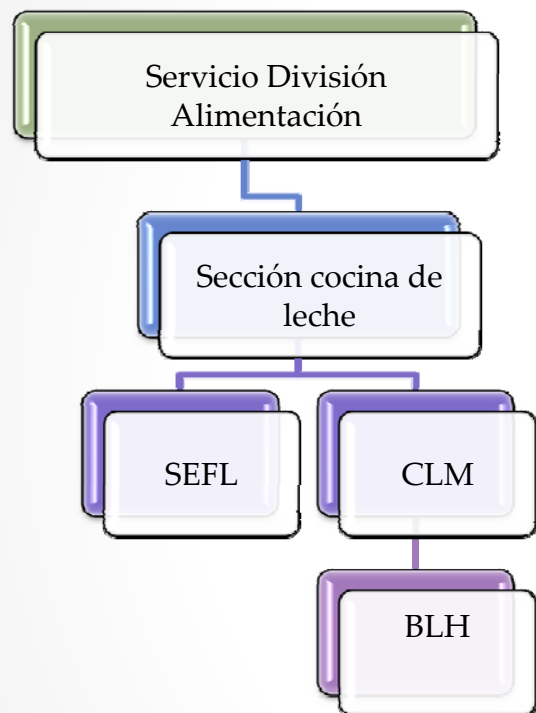 Servicio División
Alimentación
Sección cocina de
leche
SEFL
CLM
BLH